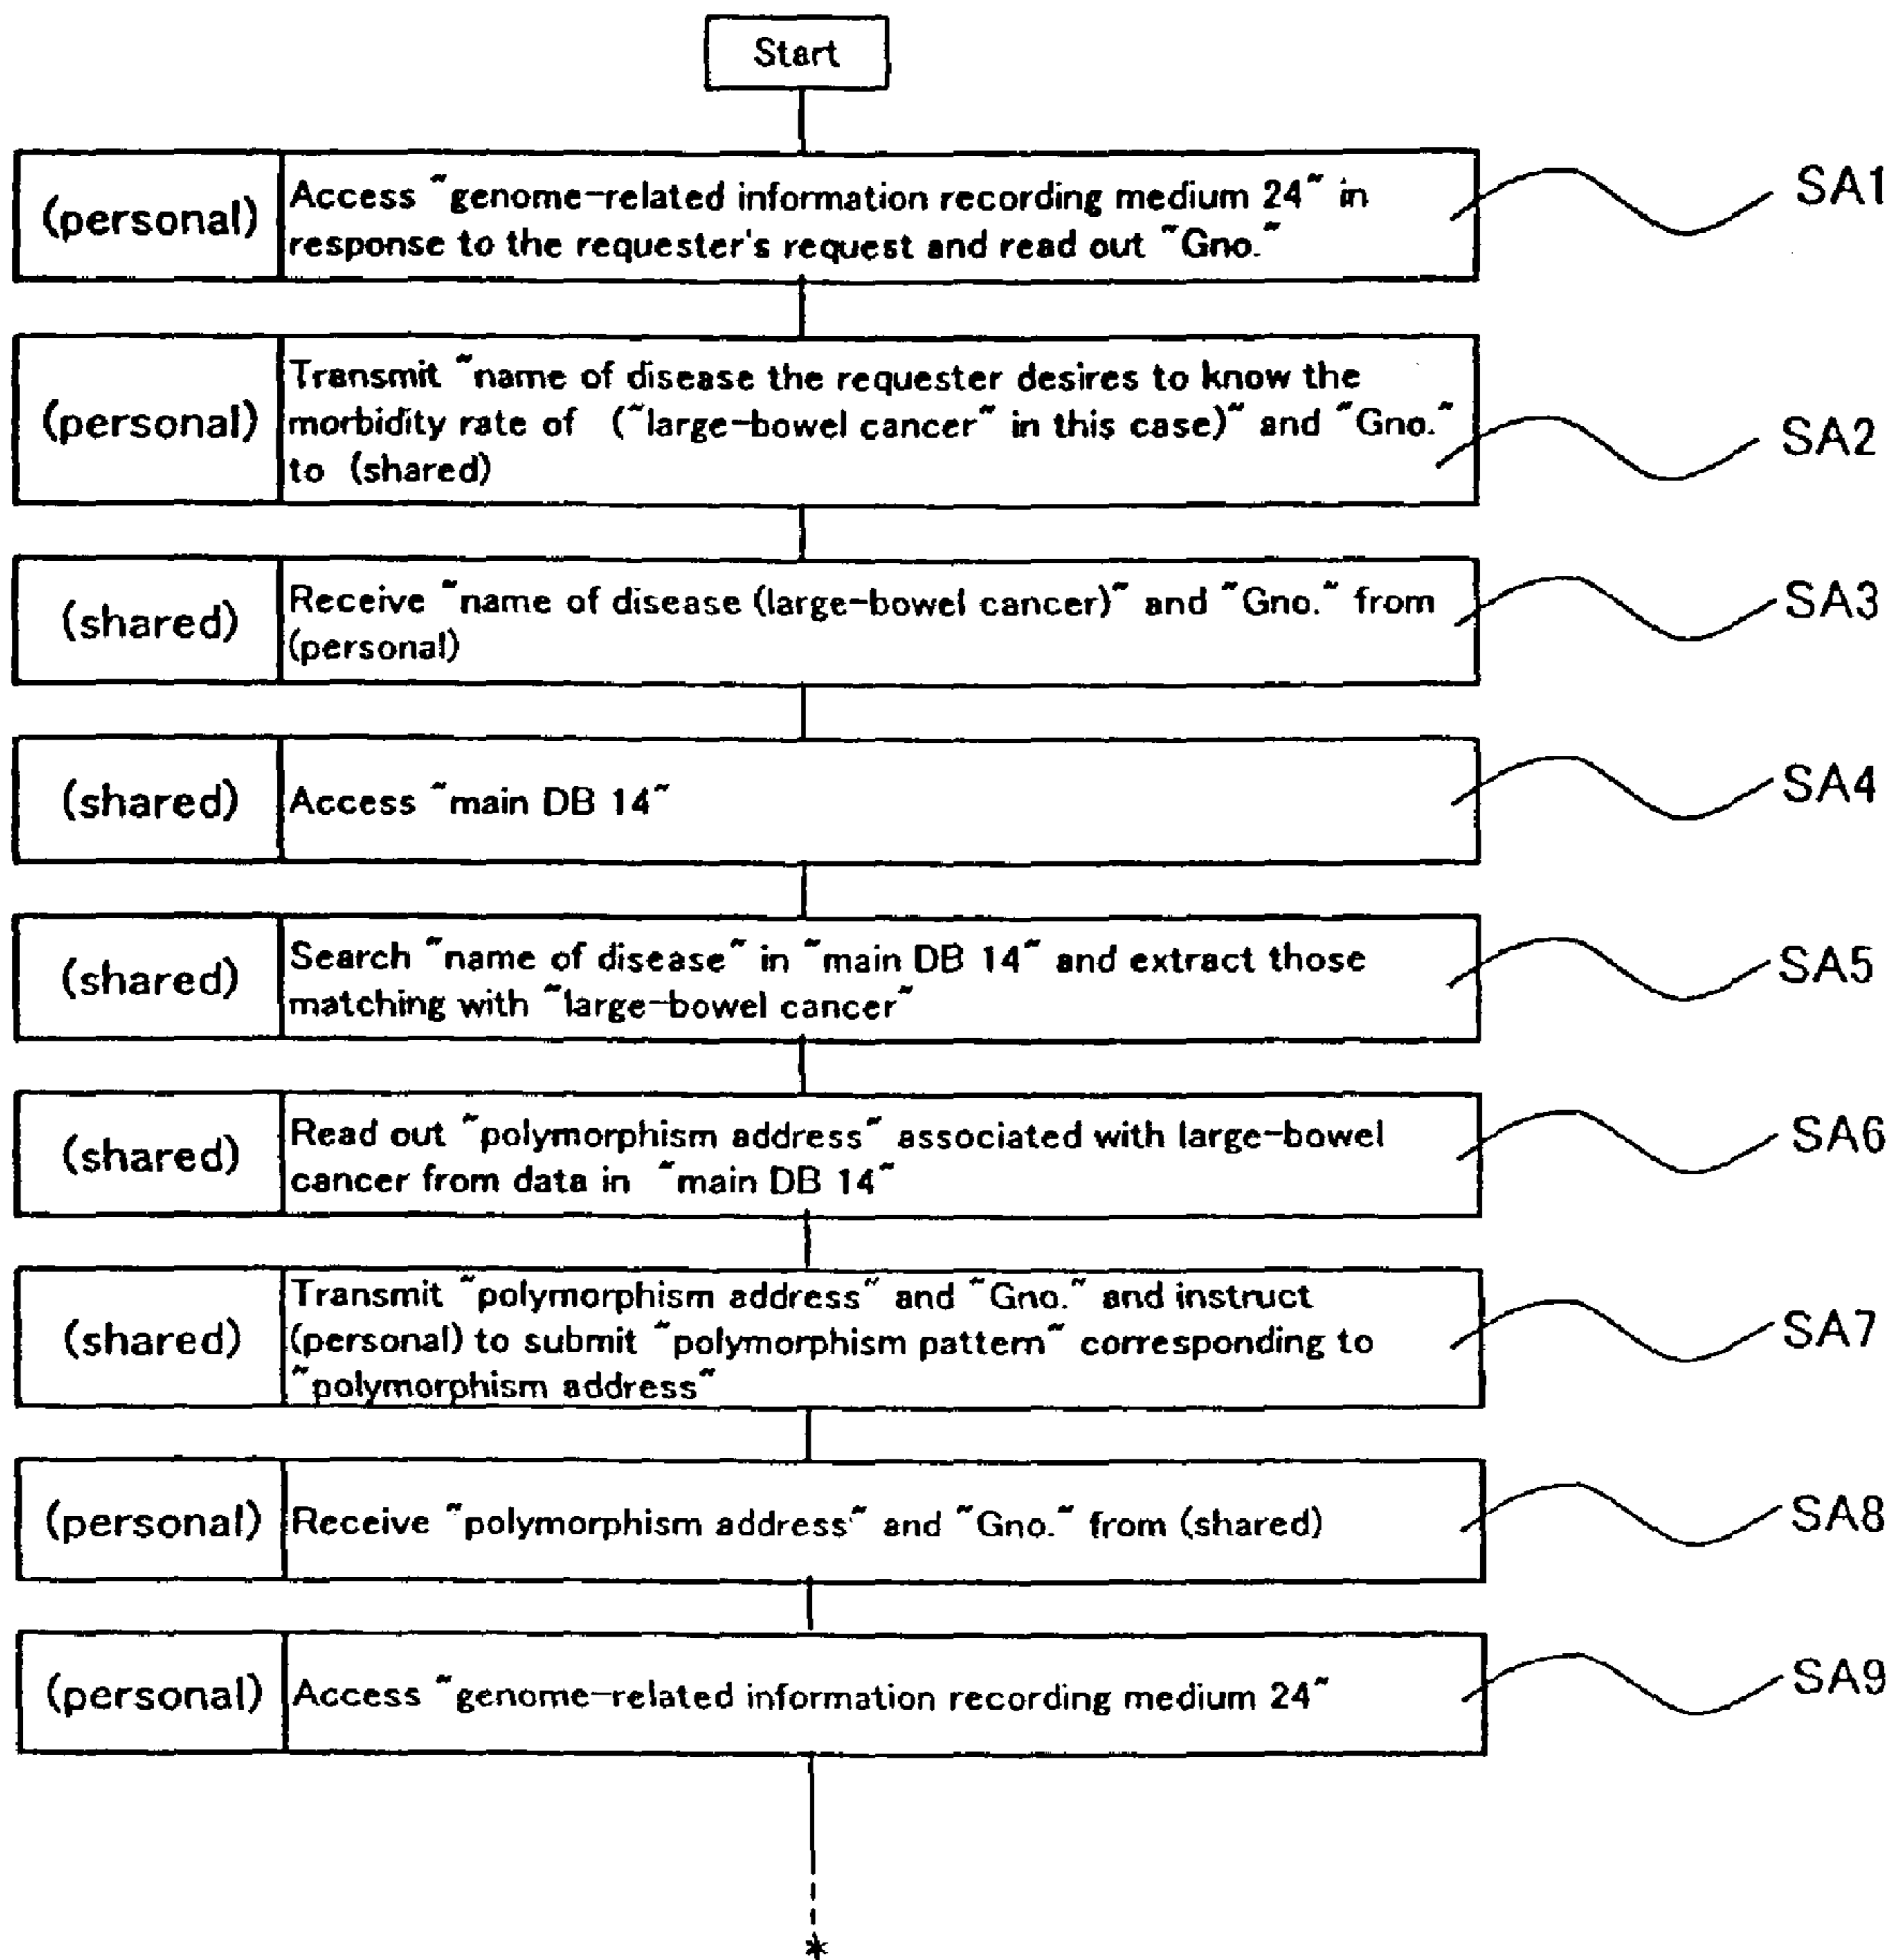 Start
(personal)
Access "genome-related information recording medium 24" in
response to the requester's request and read out "Gno."
SA1
(personal)
Transmit "name of disease the requester desires to know the
morbidity rate of ("large-bowel cancer" in this case)" and "Gno."
to (shared)
SA2
(shared)
Receive "name of disease (large-bowel cancer)" and "Gno." from
(personal)
SA3
(shared)
Access "main DB 14"
SA4
(shared)
Search "name of disease" in "main DB 14" and extract those
matching with "large-bowel cancer"
SA5
(shared)
Read out "polymorphism address" associated with large-bowel
cancer from data in "main DB 14"
SA6
(shared)
Transmit "polymorphism address" and "Gno." and instruct
(personal) to submit "polymorphism pattern" corresponding to
"polymorphism address"
SA7
(personal)
Receive "polymorphism address" and "Gno." from (shared)
SA8
(personal)
Access "genome-related information recording medium 24"
SA9
*